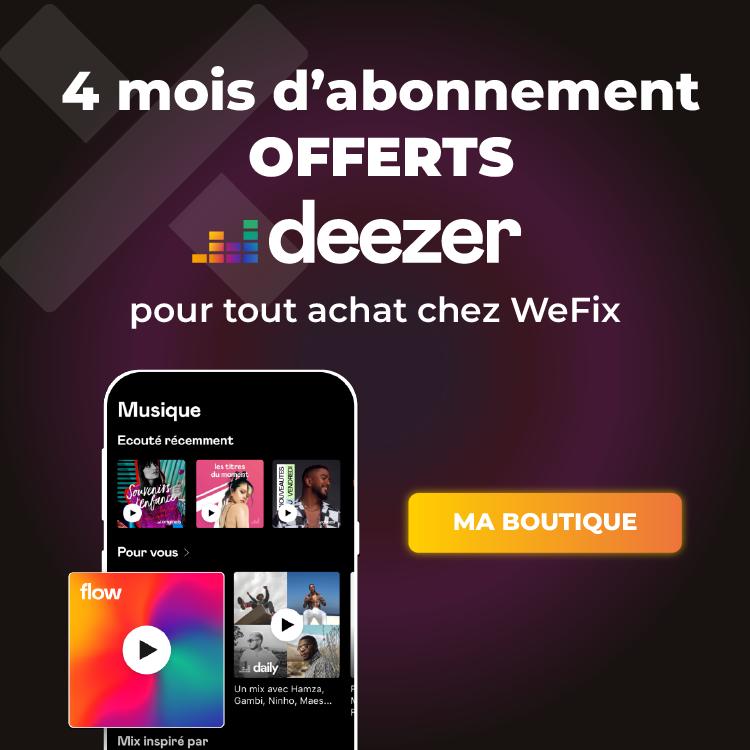 4 mois d’abonnement
OFFERTS
deezer
pour tout achat chez WeFix
Musique
Ecouté récemment
Souvenirs
d'enfance
les titres
du moment
NOUVEAUTÉS
DU VENDREDI
Pour vous
MA BOUTIQUE
flow
daily
Un mix avec Hamza,
Gambi, Ninho, Maes...
Mix inspiré par